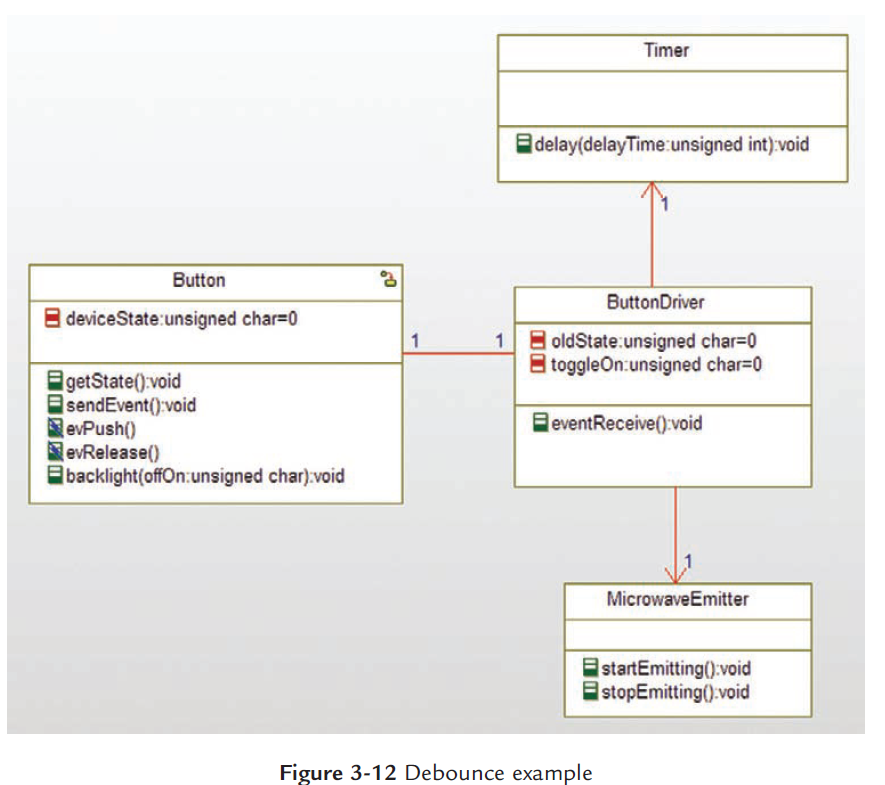 Timer
delay(delayTime:unsigned int):void
1
Button
deviceState:unsigned char=0
getState():void
sendEvent():void
evPush()
evRelease()
backlight(offOn:unsigned char):void
1
1
ButtonDriver
oldState:unsigned char=0
toggleOn:unsigned char=0
eventReceive():void
1
MicrowaveEmitter
startEmitting():void
stopEmitting():void
Figure 3-12 Debounce example